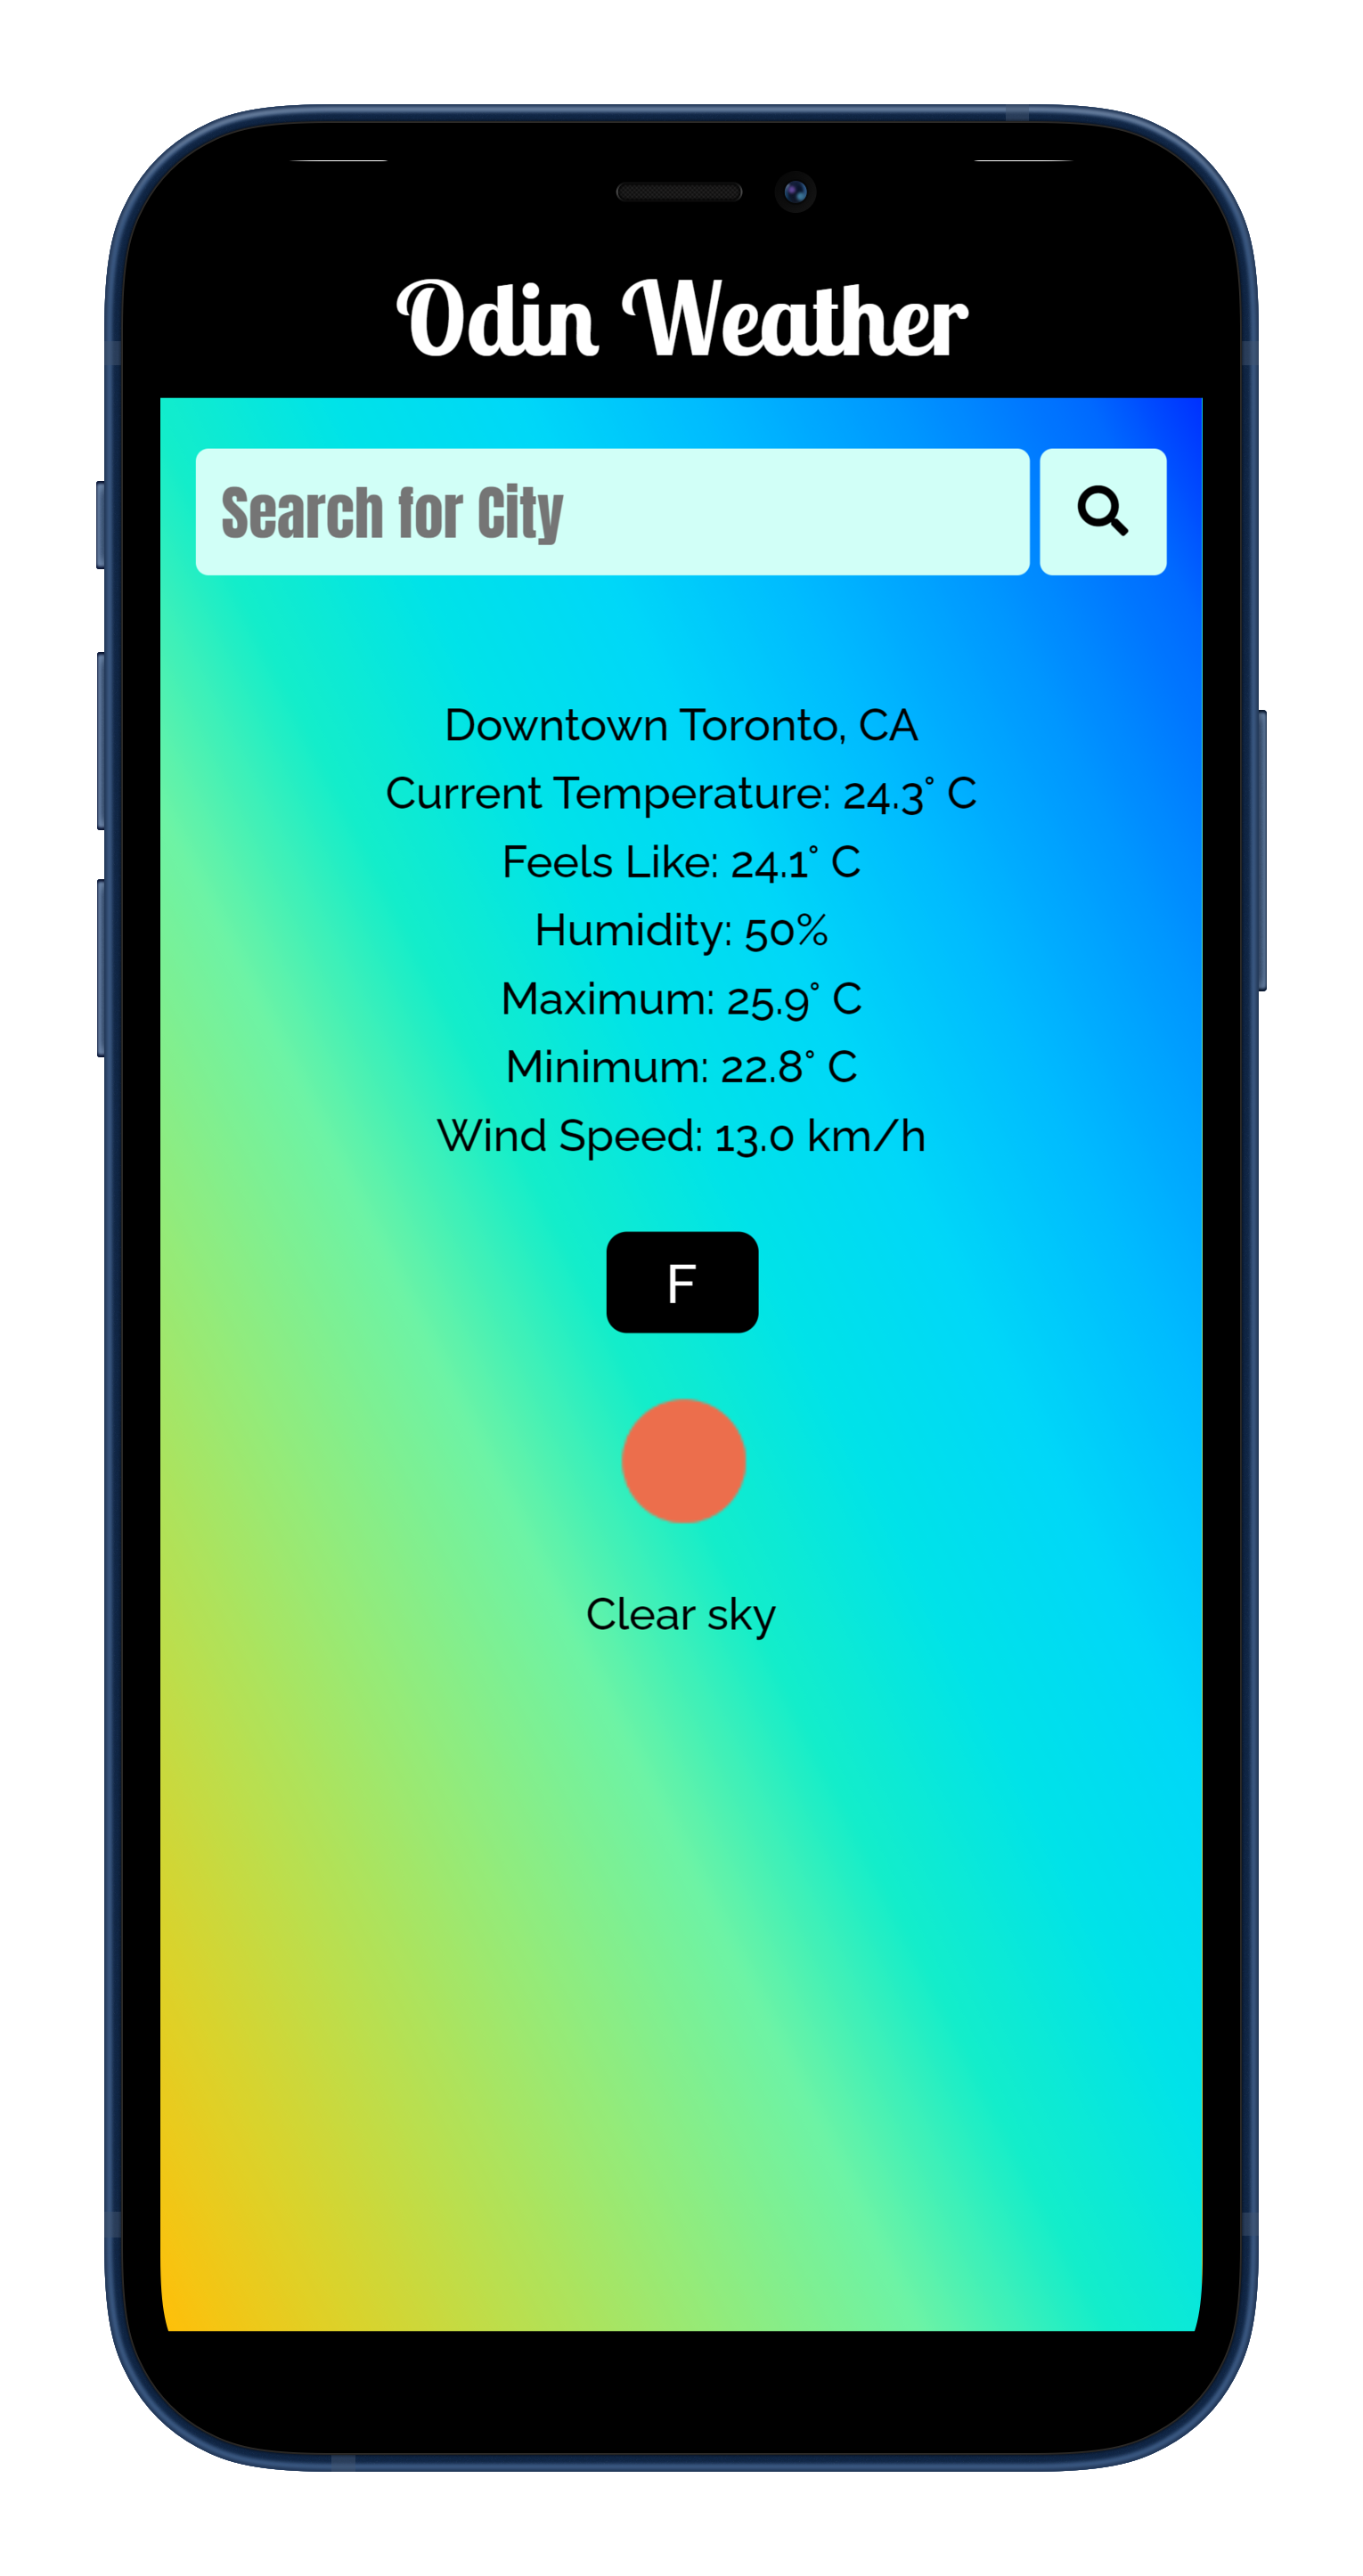 Odin Weather
Search for City
Downtown Toronto, CA
Current Temperature: 24.3° C
Feels Like: 24.1° C
Humidity: 50%
Maximum: 25.9° C
Minimum: 22.8° C
Wind Speed: 13.0 km/h
F
Clear sky